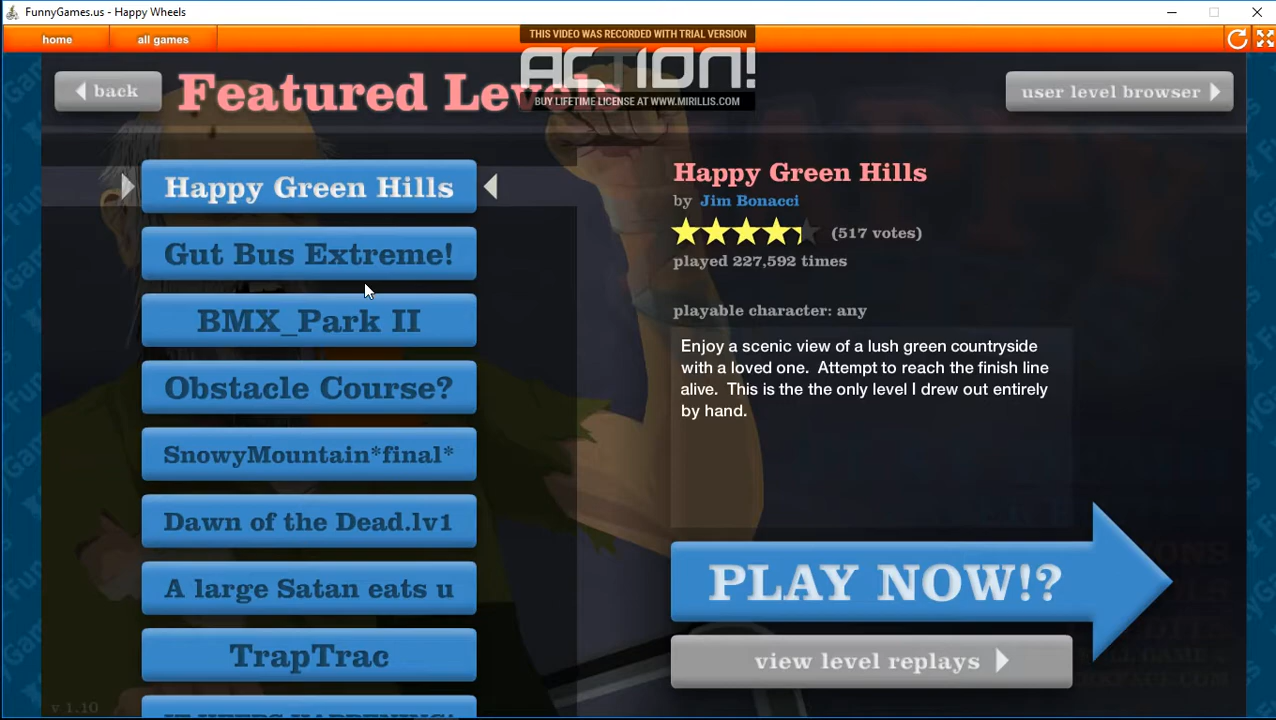 FunnyGames.us - Happy Wheels
home
all games
THIS VIDEO WAS RECORDED WITH TRIAL VERSION
ACTION!
BUY LIFETIME LICENSE AT WWW.MIRILLIS.COM
back
Featured Levels
user level browser
Happy Green Hills
Gut Bus Extreme!
BMX_Park II
Obstacle Course?
SnowyMountain*final*
Dawn of the Dead.lv1
A large Satan eats u
TrapTrac
IT KEEPS HAPPENING!
v 1.10
Happy Green Hills
by Jim Bonacci
(517 votes)
played 227,592 times
playable character: any
Enjoy a scenic view of a lush green countryside
with a loved one. Attempt to reach the finish line
alive. This is the the only level I drew out entirely
by hand.
PLAY NOW!?
view level replays